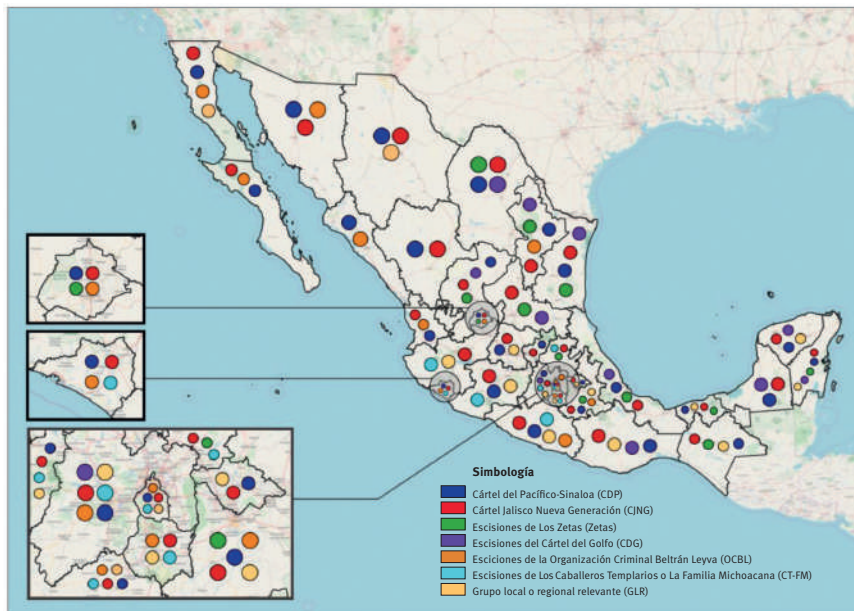 Simbología
Cártel del Pacífico-Sinaloa (CDP)
Cártel Jalisco Nueva Generación (CJNG)
Escisiones de Los Zetas (Zetas)
Escisiones del Cártel del Golfo (CDG)
Esciciones de la Organización Criminal Beltrán Leyva (OCBL)
Escisiones de Los Caballeros Templarios o La Familia Michoacana (CT-FM)
Grupo local o regional relevante (GLR)